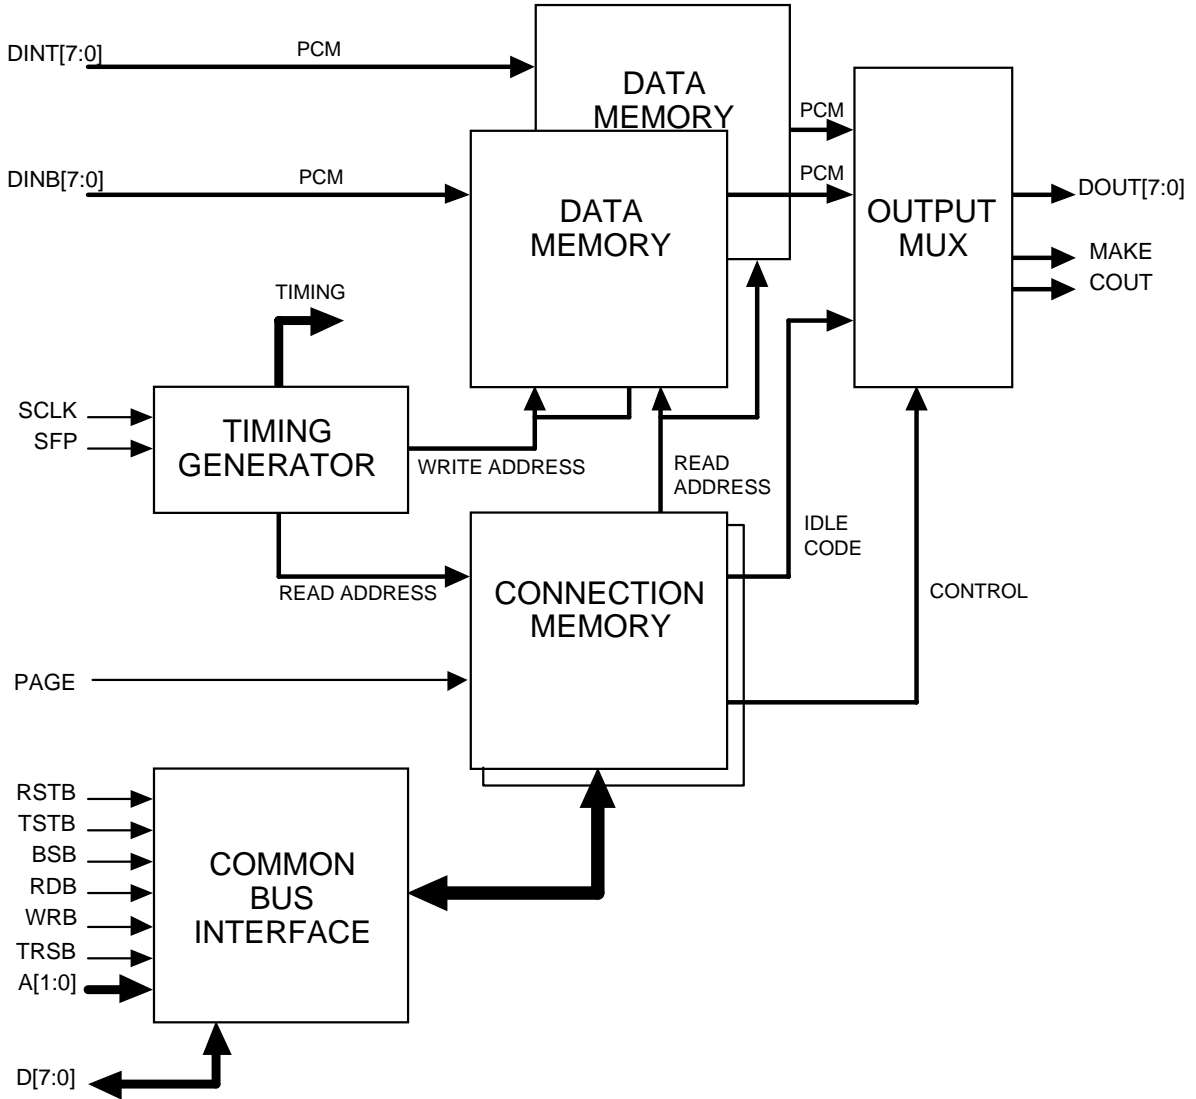 DINT[7:0]
PCM
DATA
MEMORY
PCM
DINB[7:0]
PCM
DATA
MEMORY
PCM
OUTPUT
MUX
DOUT[7:0]
MAKE
COUT
TIMING
SCLK
SFP
TIMING
GENERATOR
WRITE ADDRESS
READ
ADDRESS
READ ADDRESS
IDLE
CODE
CONNECTION
MEMORY
CONTROL
PAGE
RSTB
TSTB
BSB
RDB
WRB
TRSB
A[1:0]
COMMON
BUS
INTERFACE
D[7:0]